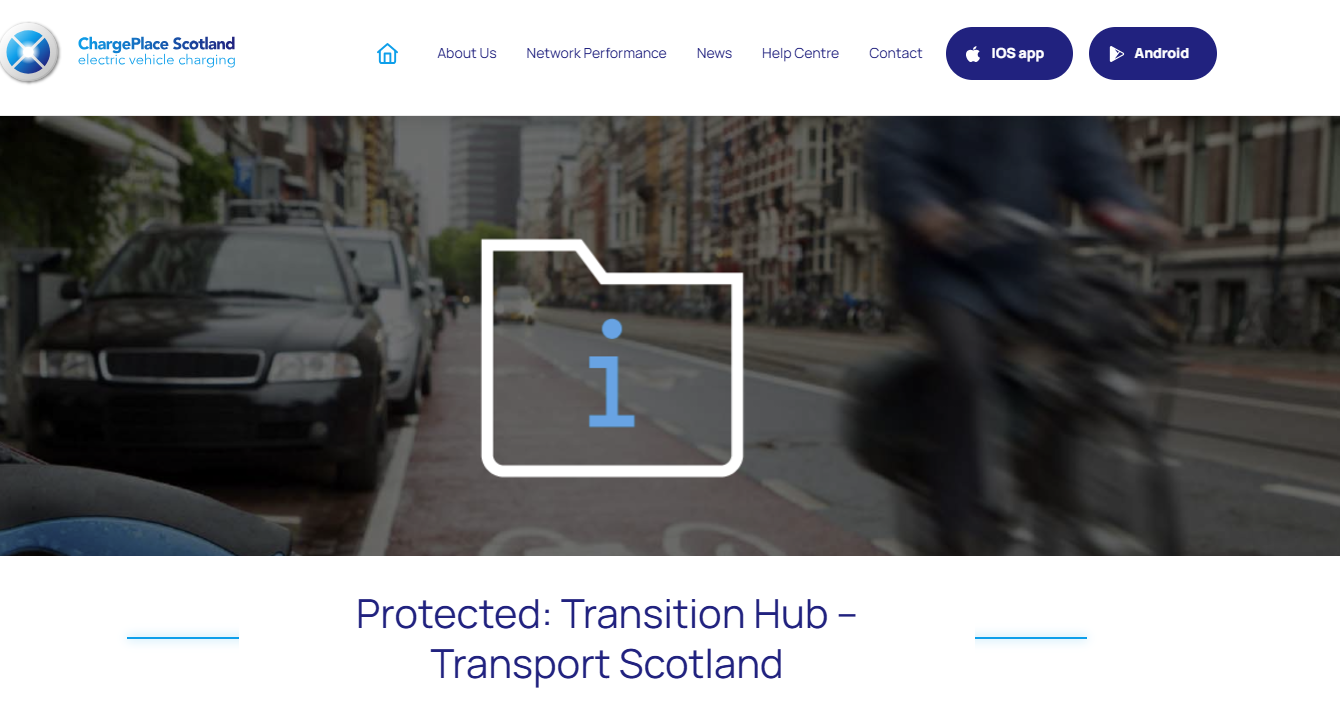 ChargePlace Scotland
electric vehicle charging
About Us
Network Performance
News
Help Centre
Contact
IOS app
Android
i
Protected: Transition Hub –
Transport Scotland